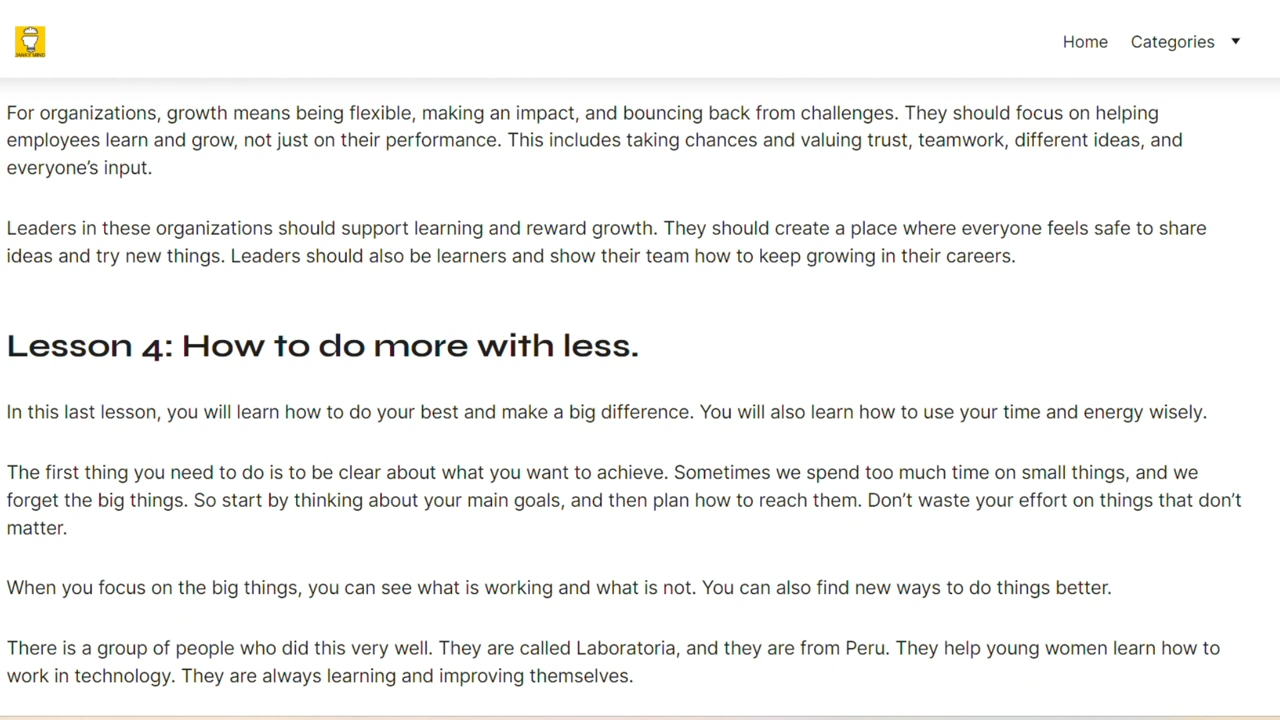 Home Categories
For organizations, growth means being flexible, making an impact, and bouncing back from challenges. They should focus on helping
employees learn and grow, not just on their performance. This includes taking chances and valuing trust, teamwork, different ideas, and
everyone’s input.
Leaders in these organizations should support learning and reward growth. They should create a place where everyone feels safe to share
ideas and try new things. Leaders should also be learners and show their team how to keep growing in their careers.
Lesson 4: How to do more with less.
In this last lesson, you will learn how to do your best and make a big difference. You will also learn how to use your time and energy wisely.
The first thing you need to do is to be clear about what you want to achieve. Sometimes we spend too much time on small things, and we
forget the big things. So start by thinking about your main goals, and then plan how to reach them. Don’t waste your effort on things that don’t
matter.
When you focus on the big things, you can see what is working and what is not. You can also find new ways to do things better.
There is a group of people who did this very well. They are called Laboratoria, and they are from Peru. They help young women learn how to
work in technology. They are always learning and improving themselves.